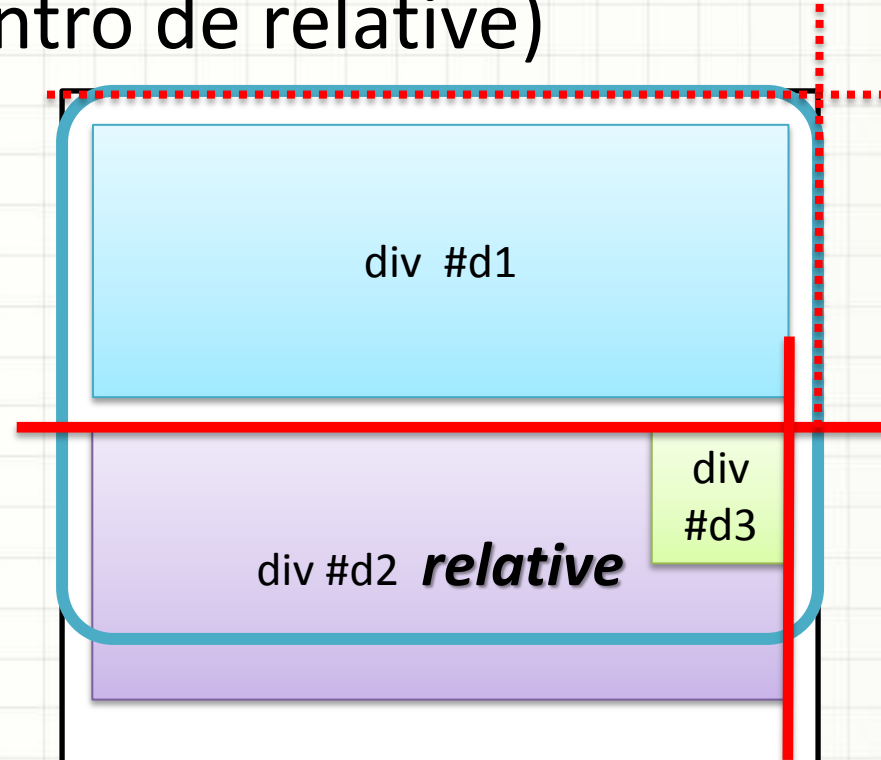 ntro de relative)
div #d1
div
#d3
div #d2 relative